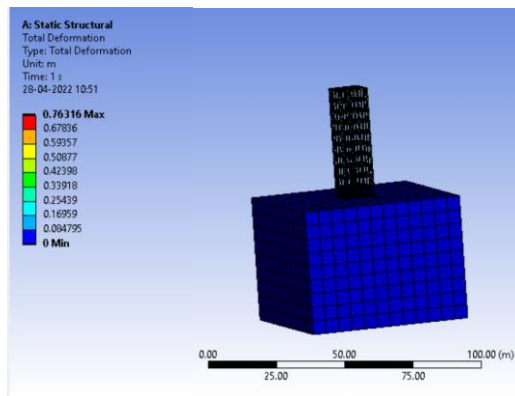 A: Static Structural
Total Deformation
Type: Total Deformation
Unit: m
Time: 1 s
28-04-2022 10:51
0.76316 Max
0.67836
0.59357
0.50877
0.42398
0.33918
0.25439
0.16959
0.084795
0 Min
0.00 50.00 100.00 (m)
25.00 75.00